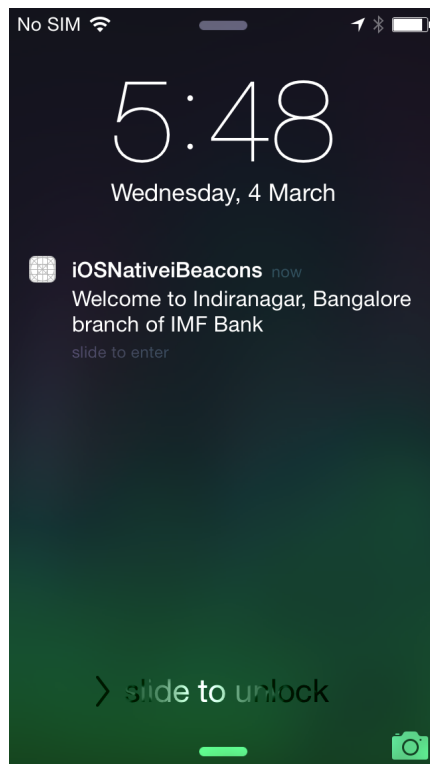 No SIM
5:48
Wednesday, 4 March
iOSNativeiBeacons now
Welcome to Indiranagar, Bangalore
branch of IMF Bank
slide to enter
slide to unlock